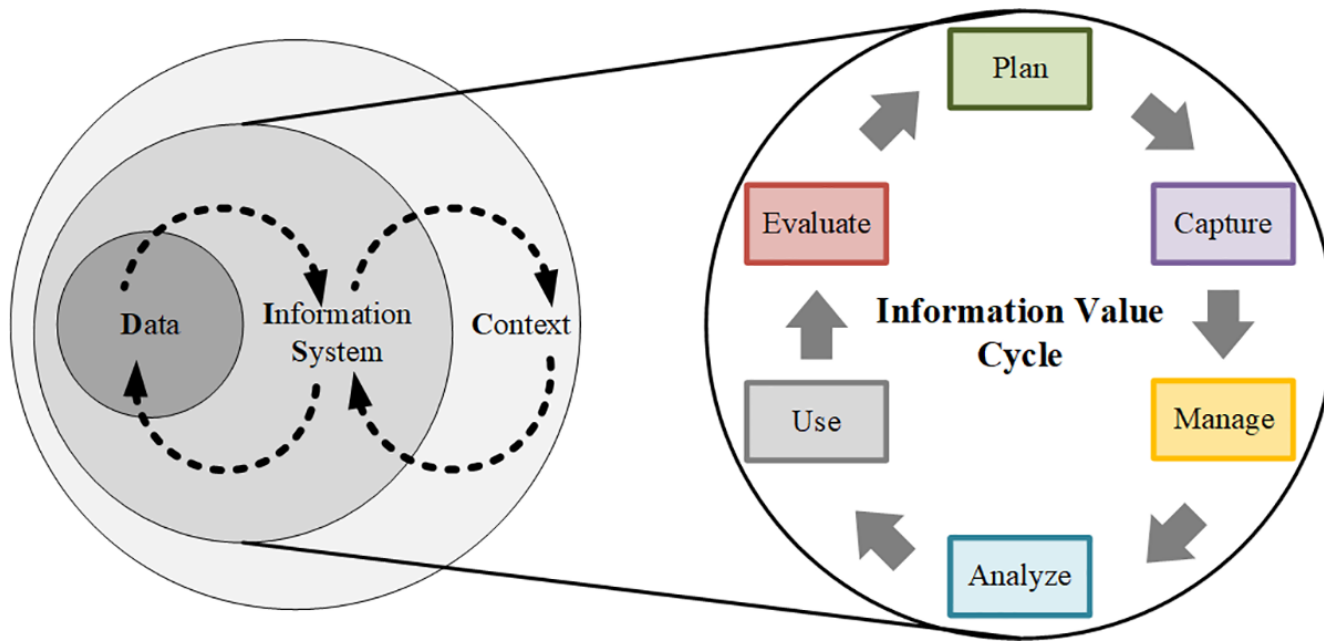 Data
Information
System
Context
Plan
Capture
Manage
Analyze
Use
Evaluate
Information Value
Cycle